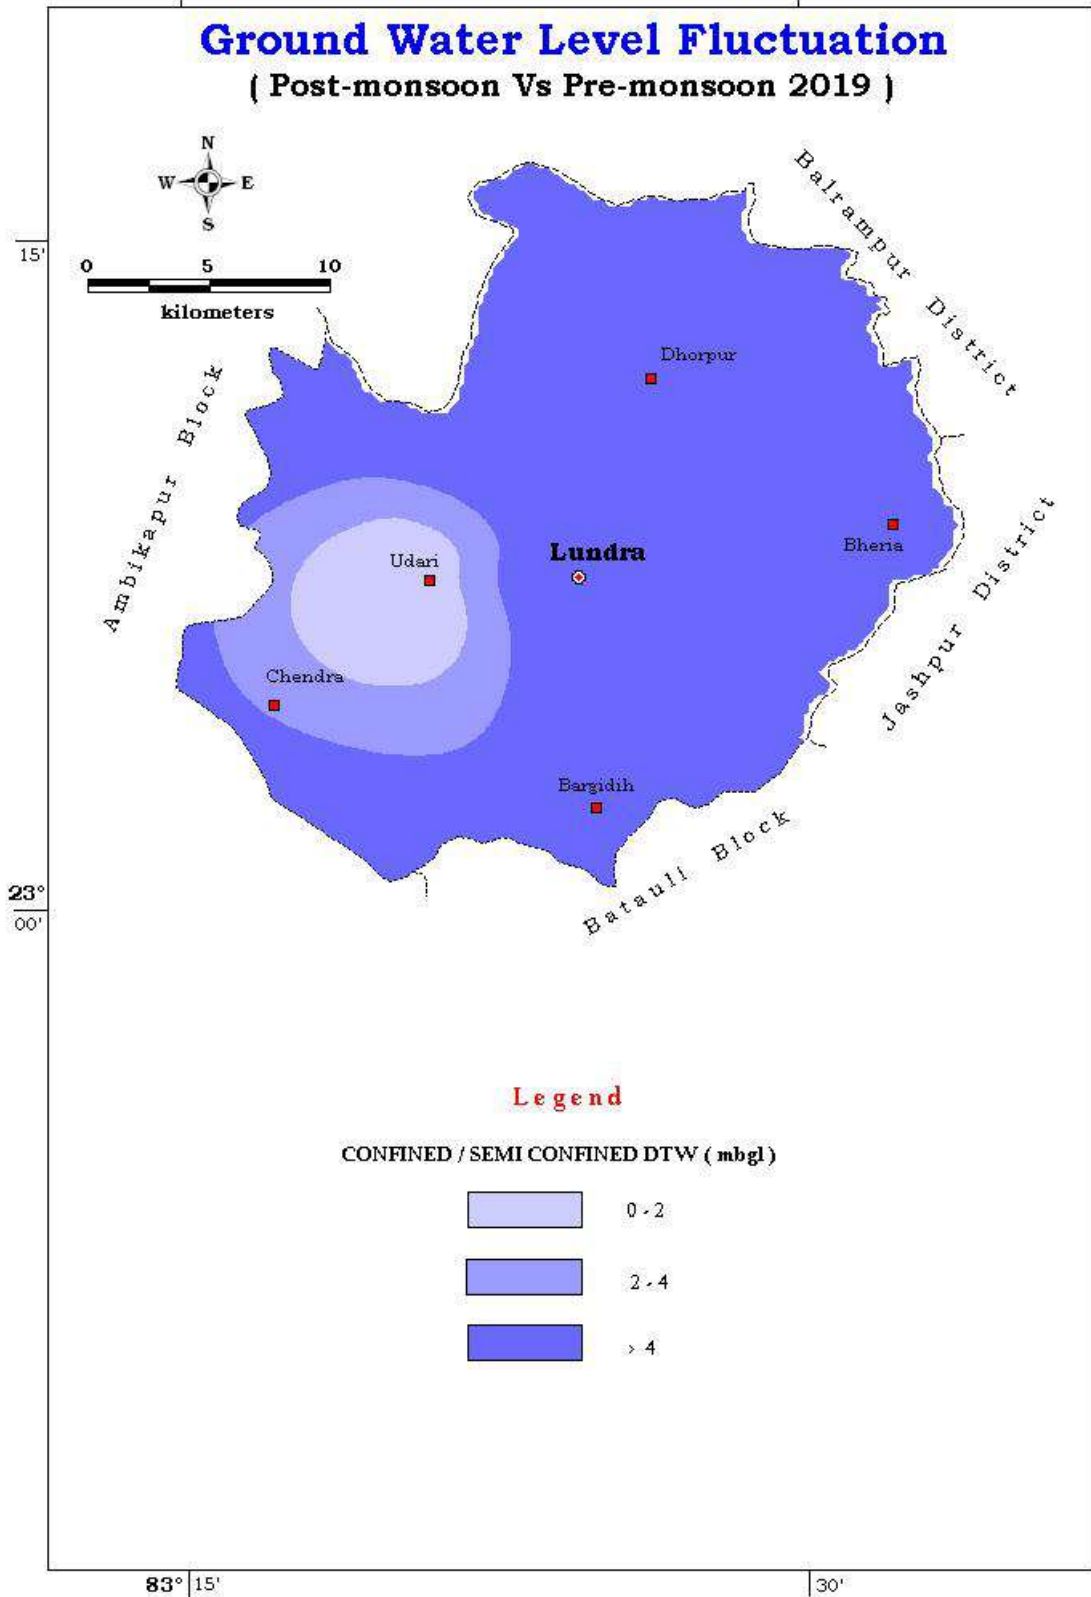 Ground Water Level Fluctuation
( Post-monsoon Vs Pre-monsoon 2019 )
N
W E
S
15'
0 5 10
kilometers
Balrampur District
Ambikapur Block
Dhorpur
Lundra
Bheria
Udari
Jashpur District
Chendra
Bargidih
Batauli Block
23°
00'
Legend
CONFINED / SEMI CONFINED DTW ( mbgl )
0 - 2
2 - 4
> 4
83° 15' 30'